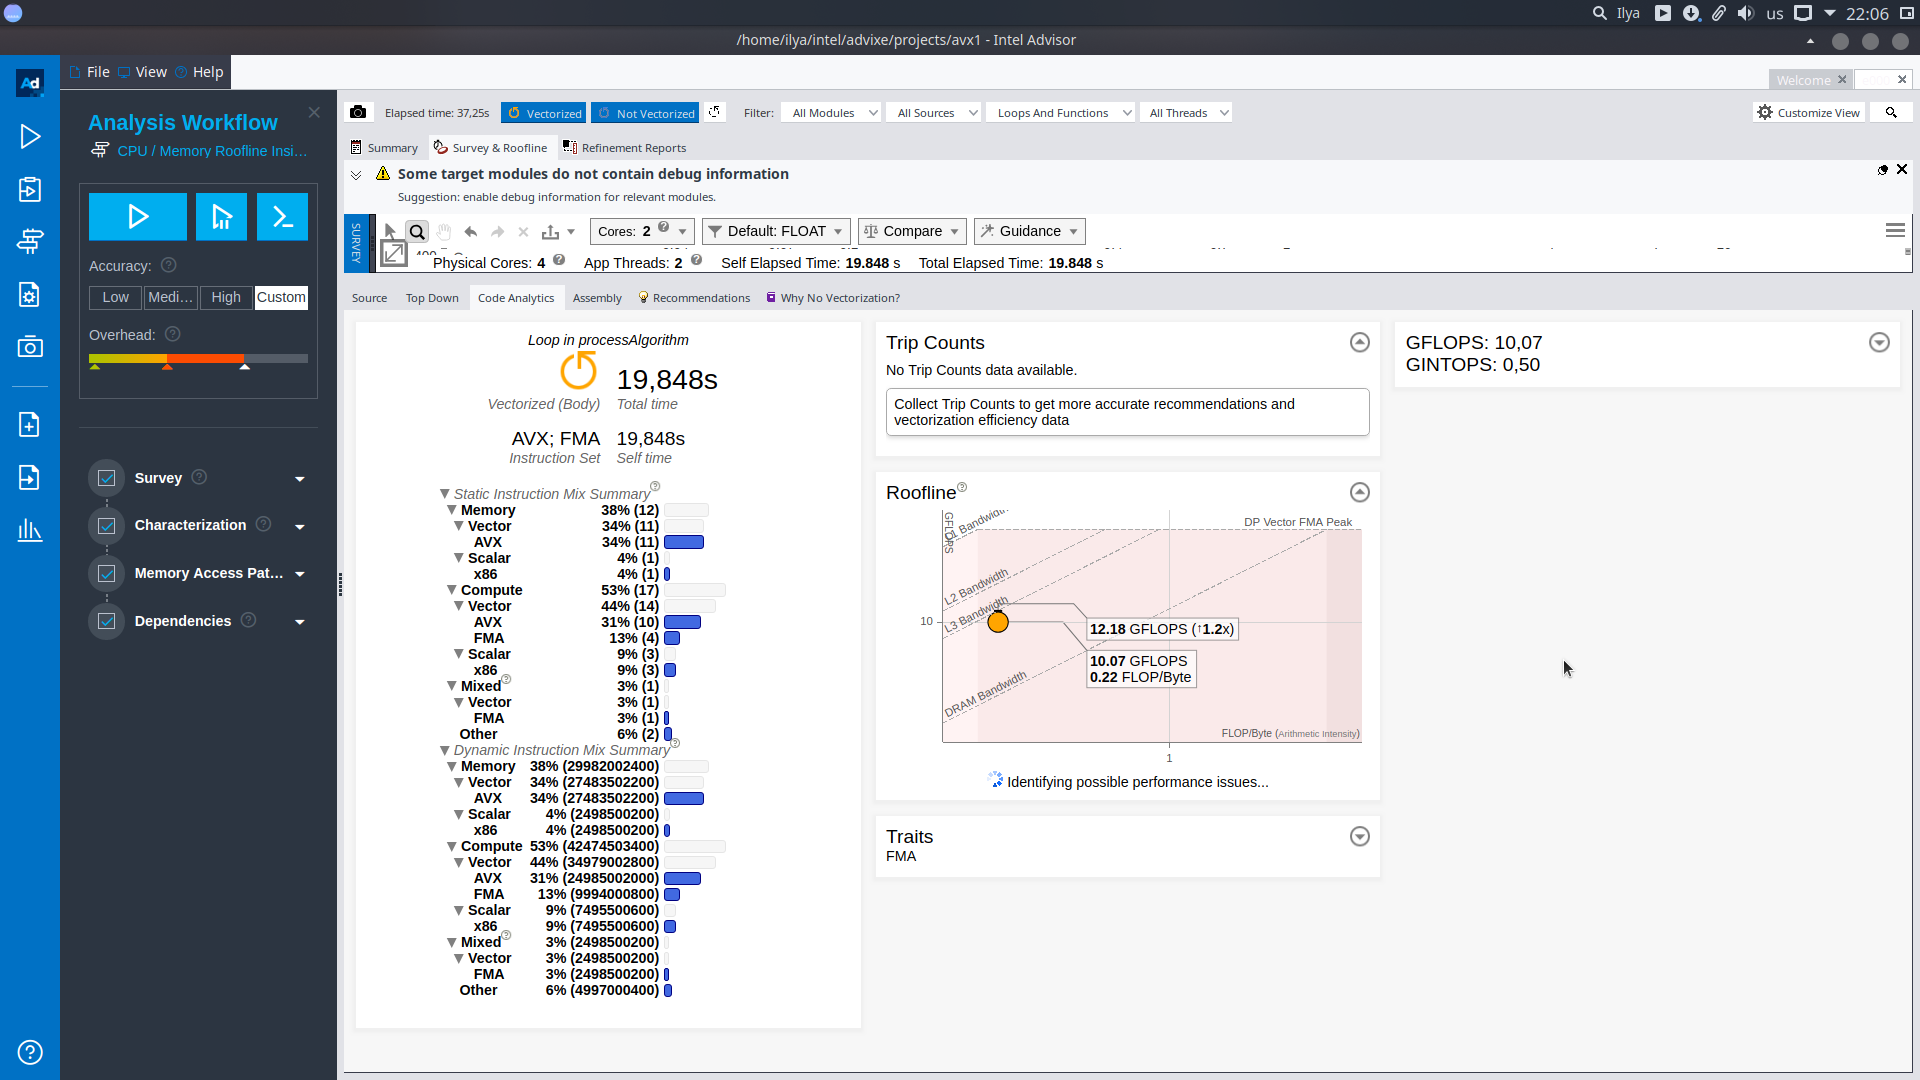 Ilya us 22:06
/home/ilya/intel/advixe/projects/avx1 - Intel Advisor
Ad File View Help
Welcome
Analysis Workflow
CPU / Memory Roofline Insi...
Accuracy:
Low Medi... High Custom
Overhead:
Survey
Characterization
Memory Access Pat...
Dependencies
Elapsed time: 37,25s Vectorized Not Vectorized Filter: All Modules All Sources Loops And Functions All Threads Customize View
Summary Survey & Roofline Refinement Reports
Some target modules do not contain debug information
Suggestion: enable debug information for relevant modules.
SURVEY
Cores: 2 Default: FLOAT Compare Guidance
Physical Cores: 4 App Threads: 2 Self Elapsed Time: 19.848 s Total Elapsed Time: 19.848 s
Source Top Down Code Analytics Assembly Recommendations Why No Vectorization?
Loop in processAlgorithm
19,848s
Vectorized (Body) Total time
AVX; FMA 19,848s
Instruction Set Self time
Static Instruction Mix Summary
Memory 38% (12)
Vector 34% (11)
AVX 34% (11)
Scalar 4% (1)
x86 4% (1)
Compute 53% (17)
Vector 44% (14)
AVX 31% (10)
FMA 13% (4)
Scalar 9% (3)
x86 9% (3)
Mixed 3% (1)
Vector 3% (1)
FMA 3% (1)
Other 6% (2)
Dynamic Instruction Mix Summary
Memory 38% (29982002400)
Vector 34% (27483502200)
AVX 34% (27483502200)
Scalar 4% (2498500200)
x86 4% (2498500200)
Compute 53% (42474503400)
Vector 44% (34979002800)
AVX 31% (24985002000)
FMA 13% (9994000800)
Scalar 9% (7495500600)
x86 9% (7495500600)
Mixed 3% (2498500200)
Vector 3% (2498500200)
FMA 3% (2498500200)
Other 6% (4997000400)
Trip Counts
No Trip Counts data available.
Collect Trip Counts to get more accurate recommendations and
vectorization efficiency data
Roofline
GFLOPS
L1 Bandwidth
DP Vector FMA Peak
L2 Bandwidth
L3 Bandwidth
10
12.18 GFLOPS (↑1.2x)
10.07 GFLOPS
0.22 FLOP/Byte
DRAM Bandwidth
FLOP/Byte (Arithmetic Intensity)
1
Identifying possible performance issues...
Traits
FMA
GFLOPS: 10,07
GINTOPS: 0,50